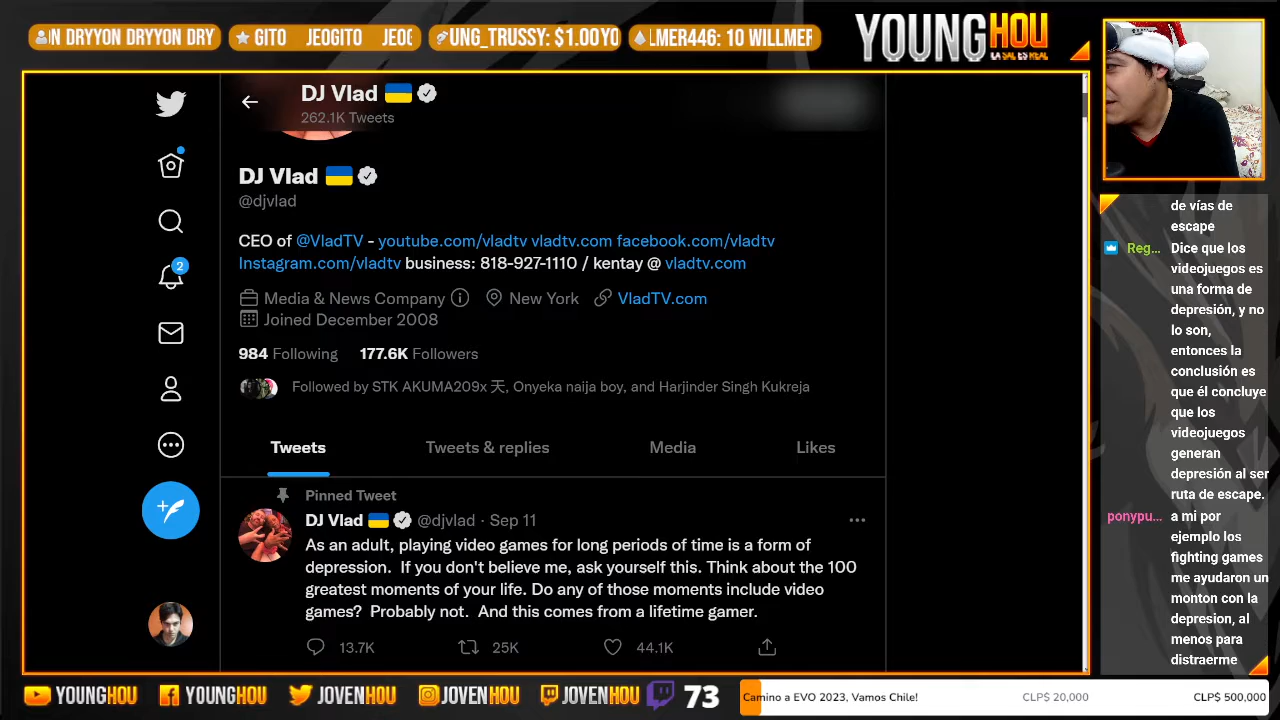 N DRYYON DRYYON DRY
GITO JEOGITO JEOG
UNG_TRUSSY: $1.00YO
LMER446: 10 WILLMER
YOUNGHOU
LA SAL ES REAL
DJ Vlad
262.1K Tweets
DJ Vlad
@djvlad
CEO of @VladTV - youtube.com/vladtv vladtv.com facebook.com/vladtv
Instagram.com/vladtv business: 818-927-1110 / kentay @ vladtv.com
Media & News Company New York VladTV.com
Joined December 2008
984 Following 177.6K Followers
Followed by STK AKUMA209x 天, Onyeka naija boy, and Harjinder Singh Kukreja
Tweets Tweets & replies Media Likes
Pinned Tweet
DJ Vlad @djvlad · Sep 11
As an adult, playing video games for long periods of time is a form of
depression. If you don't believe me, ask yourself this. Think about the 100
greatest moments of your life. Do any of those moments include video
games? Probably not. And this comes from a lifetime gamer.
13.7K 25K 44.1K
2
de vías de
escape
Reg... Dice que los
videojuegos es
una forma de
depresión, y no
lo son,
entonces la
conclusión es
que él concluye
que los
videojuegos
generan
depresión al ser
ruta de escape.
ponypu... a mi por
ejemplo los
fighting games
me ayudaron un
monton con la
depresion, al
menos para
distraerme
YOUNGHOU YOUNGHOU JOVENHOU JOVENHOU JOVENHOU 73
Camino a EVO 2023, Vamos Chile! CLP$ 20,000 CLP$ 500,000